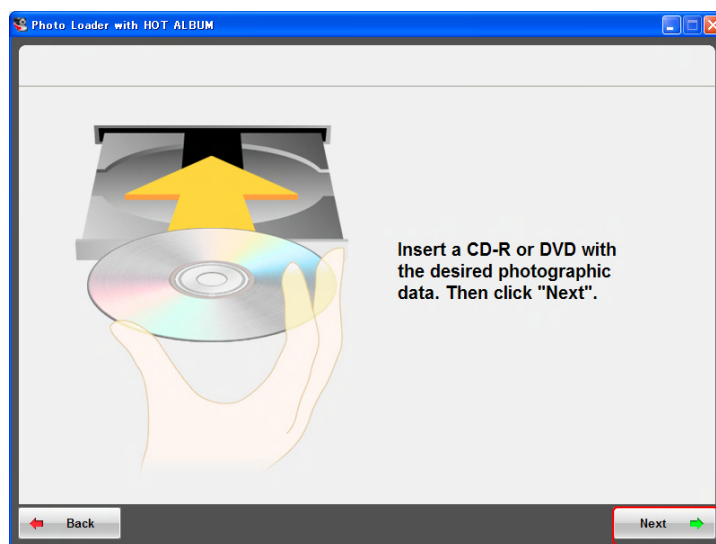 Photo Loader with HOT ALBUM
Insert a CD-R or DVD with
the desired photographic
data. Then click "Next".
Back
Next